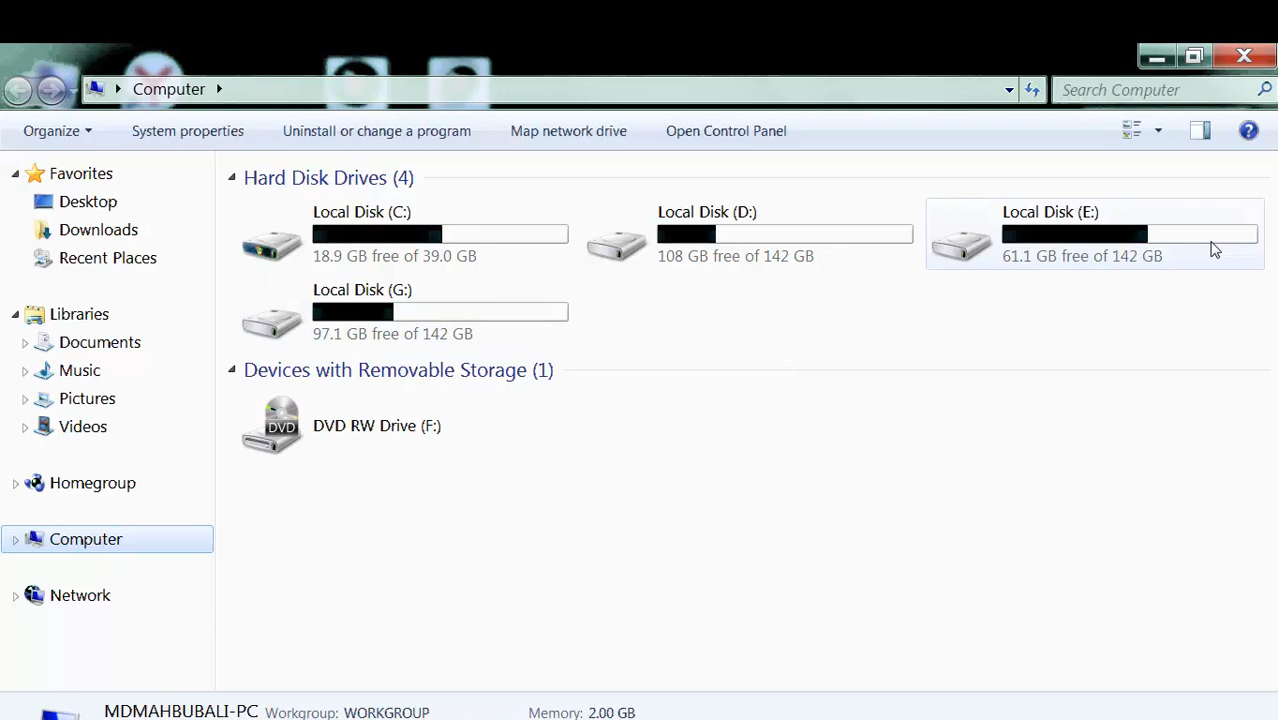 Computer
Search Computer
Organize
System properties
Uninstall or change a program
Map network drive
Open Control Panel
Favorites
Desktop
Downloads
Recent Places
Libraries
Documents
Music
Pictures
Videos
Homegroup
Computer
Network
Hard Disk Drives (4)
Local Disk (C:)
18.9 GB free of 39.0 GB
Local Disk (D:)
108 GB free of 142 GB
Local Disk (E:)
61.1 GB free of 142 GB
Local Disk (G:)
97.1 GB free of 142 GB
Devices with Removable Storage (1)
DVD
DVD RW Drive (F:)
MDMAHBUBALI-PC Workgroup: WORKGROUP Memory: 2.00 GB